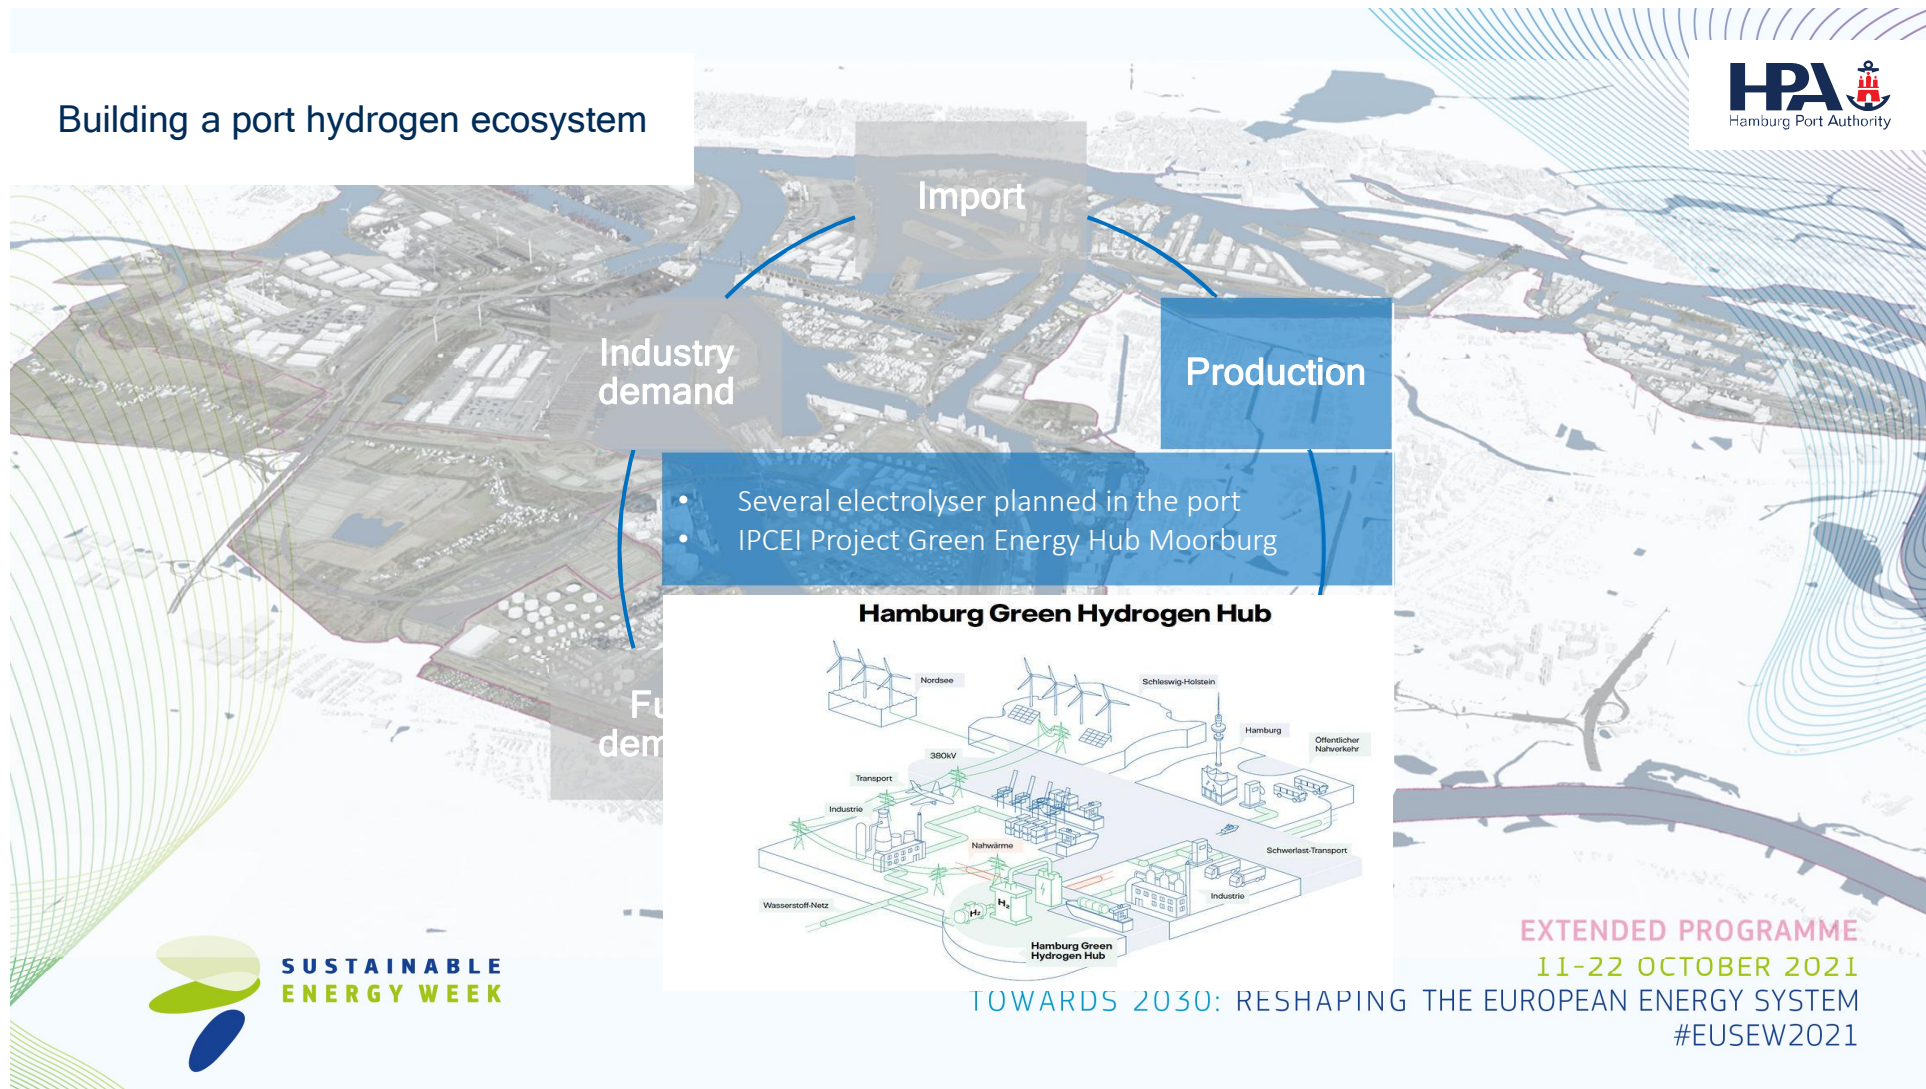 Building a port hydrogen ecosystem
HPA
Hamburg Port Authority
Import
Industry
demand
Production
• Several electrolyser planned in the port
• IPCEI Project Green Energy Hub Moorburg
Hamburg Green Hydrogen Hub
Nordsee
Schleswig-Holstein
Hamburg
Öffentlicher
Nahverkehr
380kV
Transport
Industrie
Nahwärme
Schwerlast-Transport
Industrie
Wasserstoff-Netz
H₂
H₂
Hamburg Green
Hydrogen Hub
SUSTAINABLE
ENERGY WEEK
EXTENDED PROGRAMME
11-22 OCTOBER 2021
TOWARDS 2030: RESHAPING THE EUROPEAN ENERGY SYSTEM
#EUSEW2021